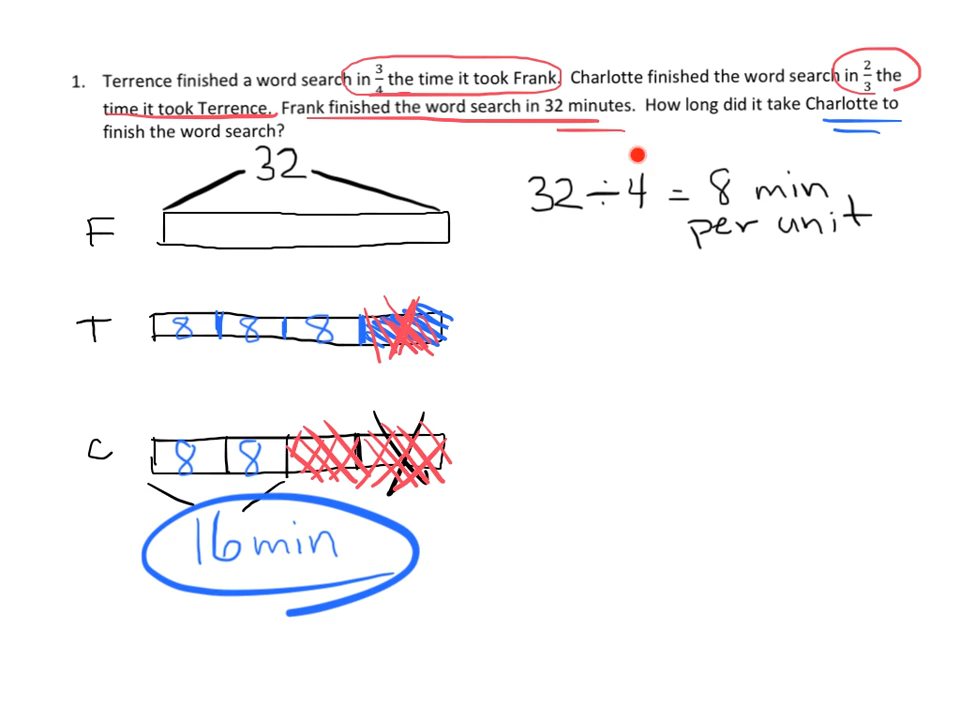 1. Terrence finished a word search in 3/4 the time it took Frank. Charlotte finished the word search in 2/3 the
time it took Terrence. Frank finished the word search in 32 minutes. How long did it take Charlotte to
finish the word search?
32
32 ÷ 4 = 8 min
per unit
F
T 8 8 8
C 8 8
16 min